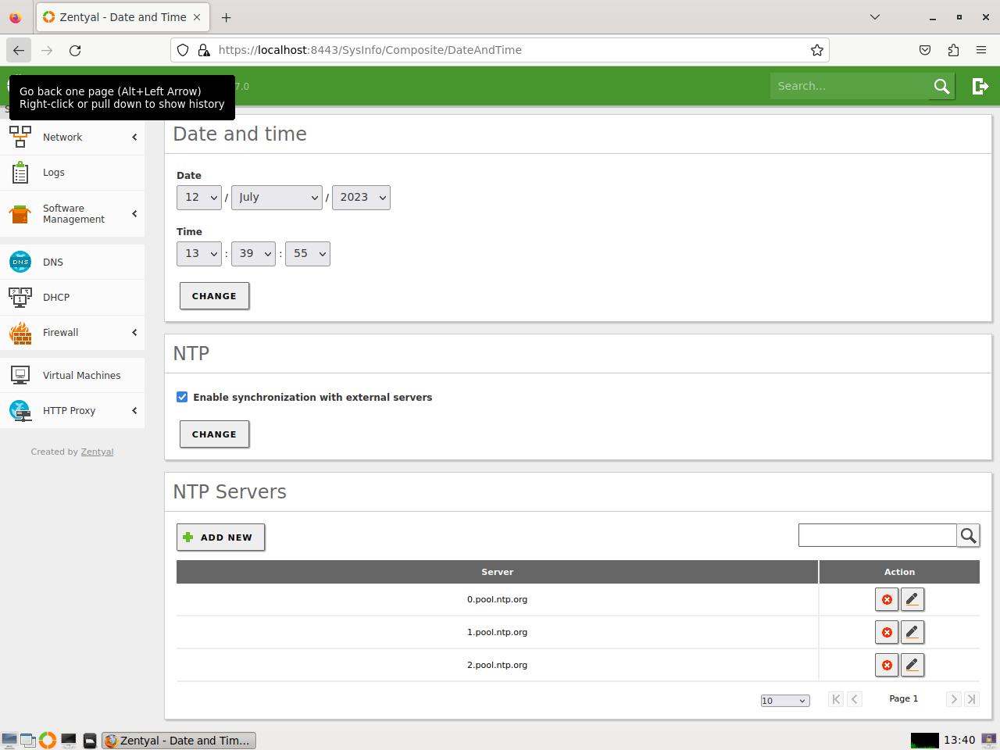 Zentyal - Date and Time
https://localhost:8443/SysInfo/Composite/DateAndTime
Go back one page (Alt+Left Arrow)
Right-click or pull down to show history
7.0
Search...
S
Network
Logs
Software
Management
DNS
DHCP
Firewall
Virtual Machines
HTTP Proxy
Created by Zentyal
Date and time
Date
12 / July / 2023
Time
13 : 39 : 55
CHANGE
NTP
Enable synchronization with external servers
CHANGE
NTP Servers
ADD NEW
Server Action
0.pool.ntp.org
1.pool.ntp.org
2.pool.ntp.org
10 Page 1
Zentyal - Date and Tim...
13:40